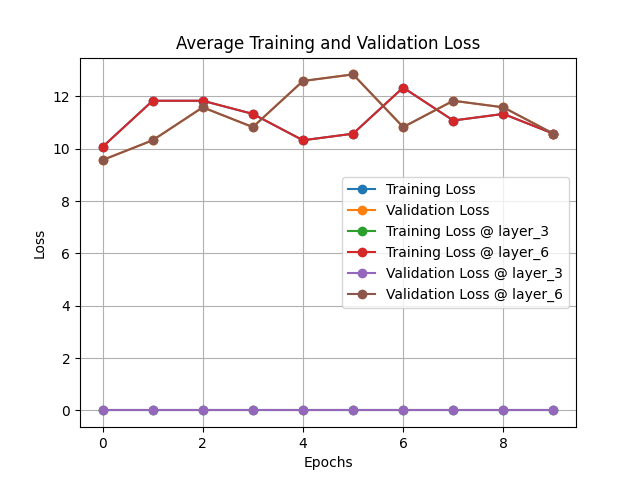 Average Training and Validation Loss
12
10
8
6
4
2
0
Loss
Training Loss
Validation Loss
Training Loss @ layer_3
Training Loss @ layer_6
Validation Loss @ layer_3
Validation Loss @ layer_6
0 2 4 6 8
Epochs